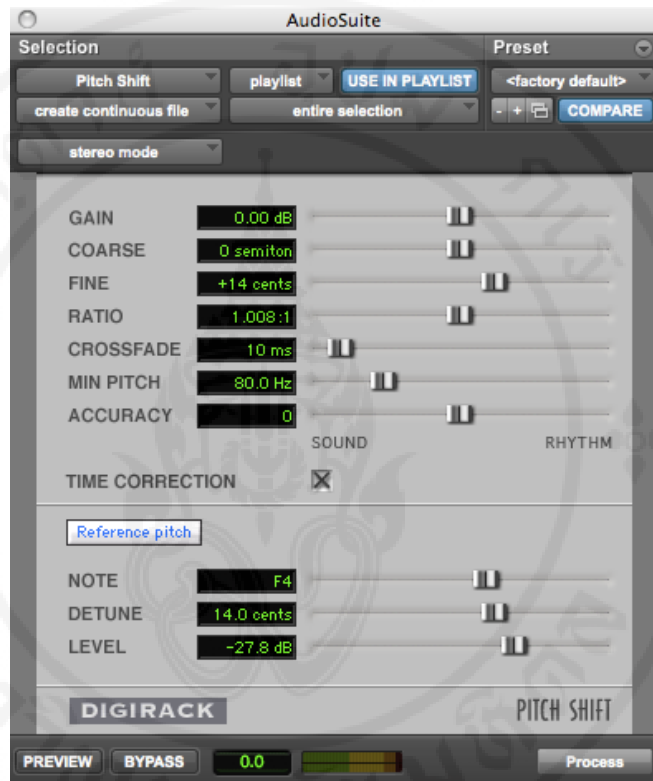 AudioSuite
Selection Preset
Pitch Shift playlist USE IN PLAYLIST <factory default>
create continuous file entire selection - + COMPARE
stereo mode
GAIN 0.00 dB
COARSE 0 semiton
FINE +14 cents
RATIO 1.008:1
CROSSFADE 10 ms
MIN PITCH 80.0 Hz
ACCURACY 0
SOUND RHYTHM
TIME CORRECTION
Reference pitch
NOTE F4
DETUNE 14.0 cents
LEVEL -27.8 dB
DIGIRACK PITCH SHIFT
PREVIEW BYPASS 0.0 Process